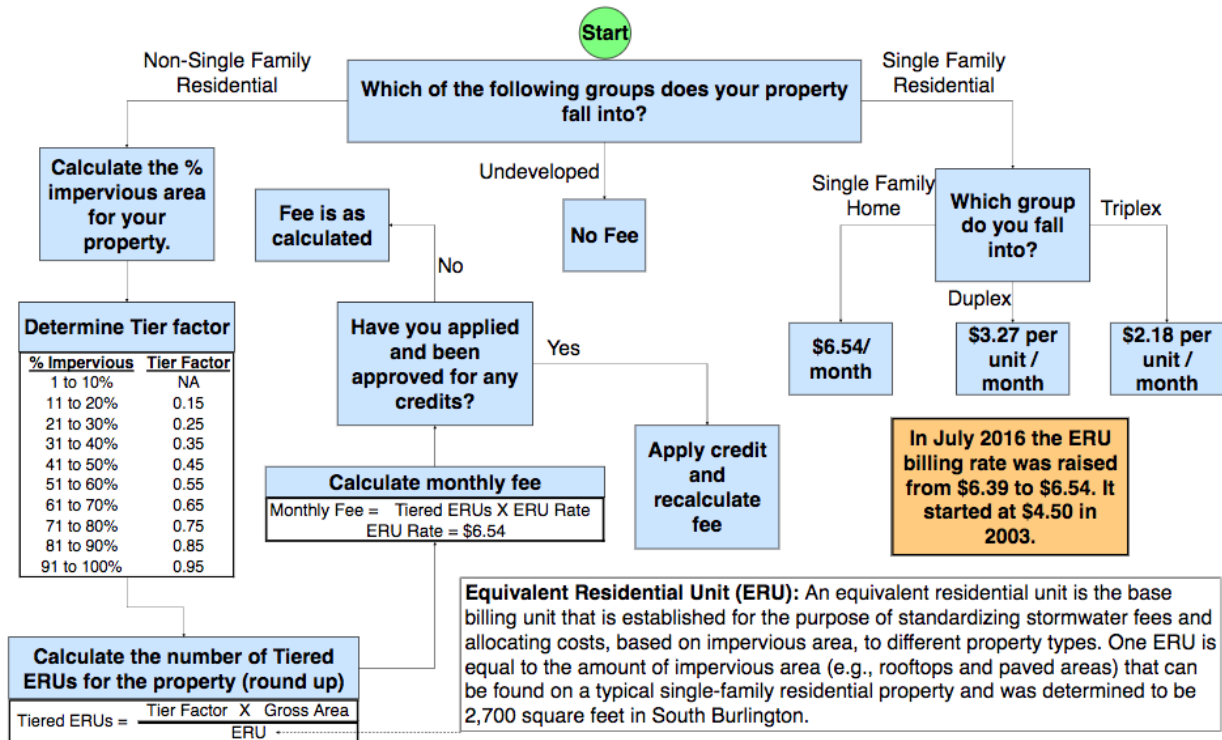 Start
Non-Single Family
Residential
Which of the following groups does your property
fall into?
Single Family
Residential
Calculate the %
impervious area
for your
property.
Undeveloped
No Fee
Fee is as
calculated
No
Single Family
Home
Which group
do you fall
into?
Triplex
Duplex
$6.54/
month
$3.27 per
unit /
month
$2.18 per
unit /
month
Determine Tier factor
% Impervious Tier Factor
1 to 10% NA
11 to 20% 0.15
21 to 30% 0.25
31 to 40% 0.35
41 to 50% 0.45
51 to 60% 0.55
61 to 70% 0.65
71 to 80% 0.75
81 to 90% 0.85
91 to 100% 0.95
Have you applied
and been
approved for any
credits?
Yes
Apply credit
and
recalculate
fee
In July 2016 the ERU
billing rate was raised
from $6.39 to $6.54. It
started at $4.50 in
2003.
Calculate monthly fee
Monthly Fee = Tiered ERUs X ERU Rate
ERU Rate = $6.54
Calculate the number of Tiered
ERUs for the property (round up)
Tiered ERUs = Tier Factor X Gross Area
ERU
Equivalent Residential Unit (ERU): An equivalent residential unit is the base
billing unit that is established for the purpose of standardizing stormwater fees and
allocating costs, based on impervious area, to different property types. One ERU is
equal to the amount of impervious area (e.g., rooftops and paved areas) that can
be found on a typical single-family residential property and was determined to be
2,700 square feet in South Burlington.